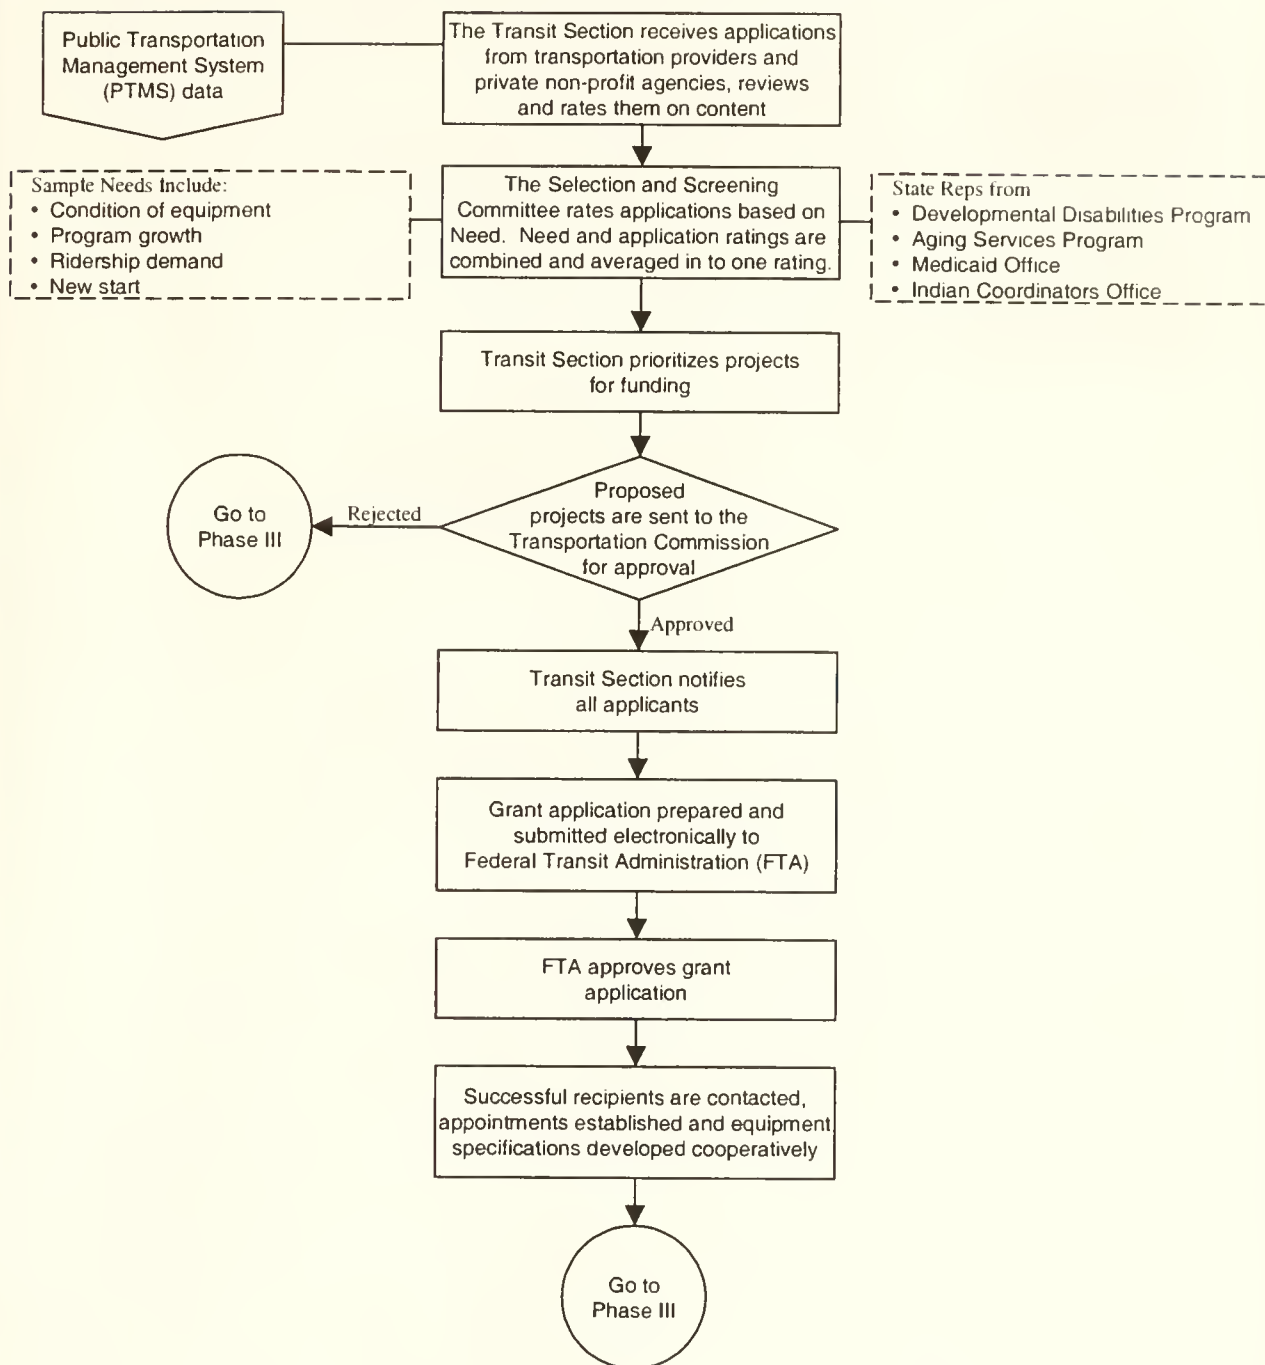 Public Transportation
Management System
(PTMS) data
The Transit Section receives applications
from transportation providers and
private non-profit agencies, reviews
and rates them on content
Sample Needs Include:
• Condition of equipment
• Program growth
• Ridership demand
• New start
The Selection and Screening
Committee rates applications based on
Need. Need and application ratings are
combined and averaged in to one rating.
State Reps from
• Developmental Disabilities Program
• Aging Services Program
• Medicaid Office
• Indian Coordinators Office
Transit Section prioritizes projects
for funding
Proposed
projects are sent to the
Transportation Commission
for approval
Rejected
Go to
Phase III
Approved
Transit Section notifies
all applicants
Grant application prepared and
submitted electronically to
Federal Transit Administration (FTA)
FTA approves grant
application
Successful recipients are contacted,
appointments established and equipment
specifications developed cooperatively
Go to
Phase III